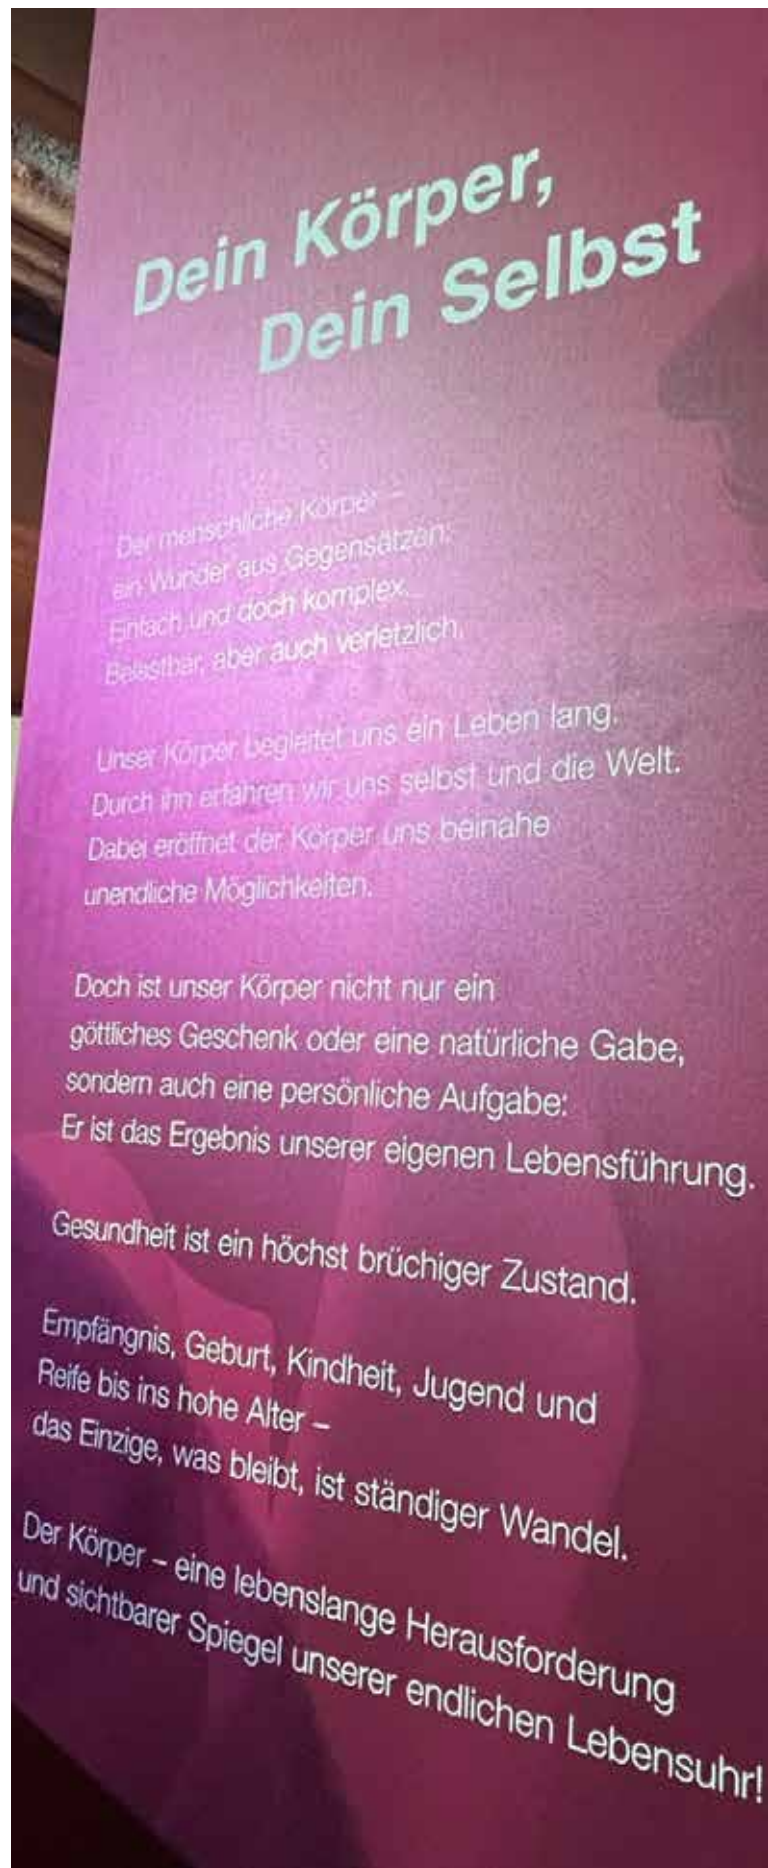 Dein Körper,
Dein Selbst
Der menschliche Körper –
ein Wunder aus Gegensätzen:
Einfach und doch komplex.
Belastbar, aber auch verletzlich.
Unser Körper begleitet uns ein Leben lang.
Durch ihn erfahren wir uns selbst und die Welt.
Dabei eröffnet der Körper uns beinahe
unendliche Möglichkeiten.
Doch ist unser Körper nicht nur ein
göttliches Geschenk oder eine natürliche Gabe,
sondern auch eine persönliche Aufgabe:
Er ist das Ergebnis unserer eigenen Lebensführung.
Gesundheit ist ein höchst brüchiger Zustand.
Empfängnis, Geburt, Kindheit, Jugend und
Reife bis ins hohe Alter –
das Einzige, was bleibt, ist ständiger Wandel.
Der Körper – eine lebenslange Herausforderung
und sichtbarer Spiegel unserer endlichen Lebensuhr!